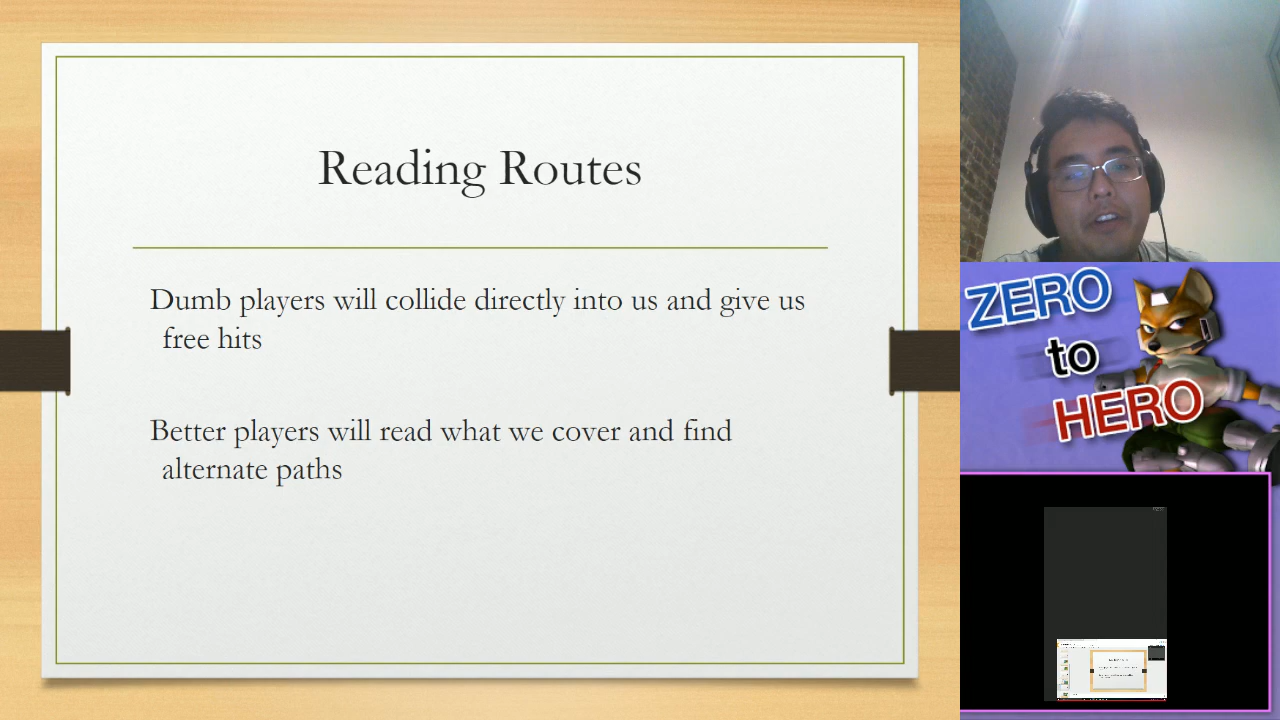 Reading Routes
Dumb players will collide directly into us and give us
free hits
Better players will read what we cover and find
alternate paths
ZERO
to
HERO